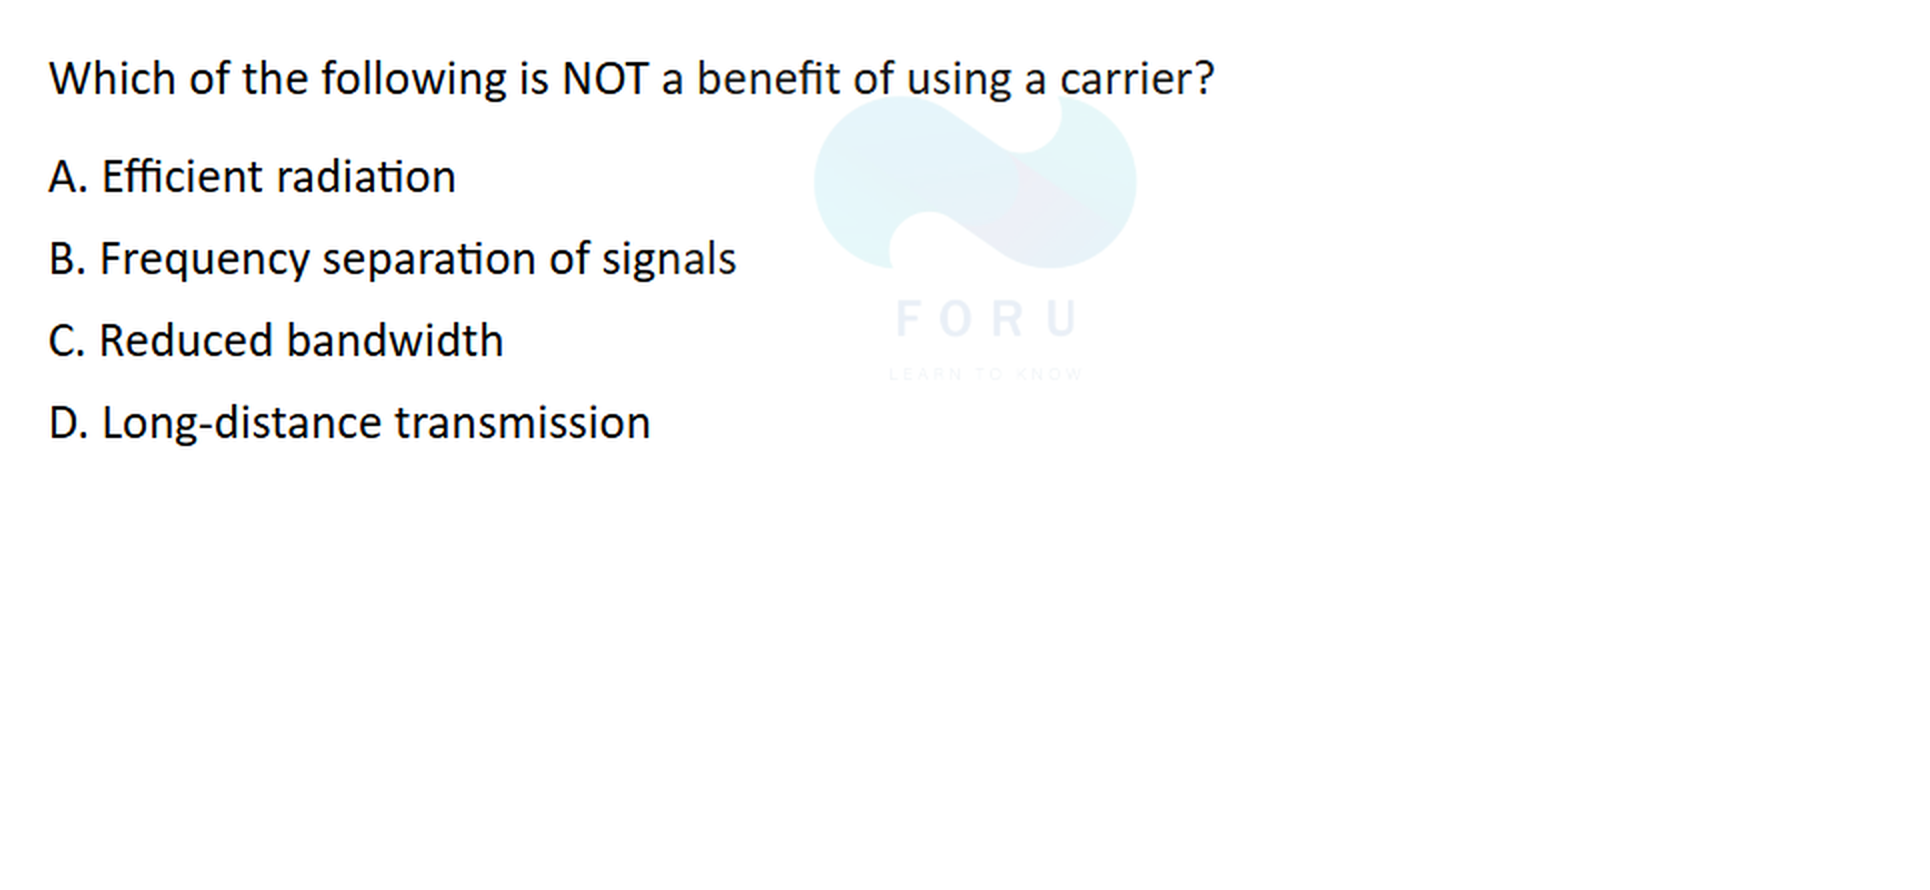 Which of the following is NOT a benefit of using a carrier?
A. Efficient radiation
B. Frequency separation of signals
C. Reduced bandwidth
D. Long-distance transmission
FORU
LEARN TO KNOW